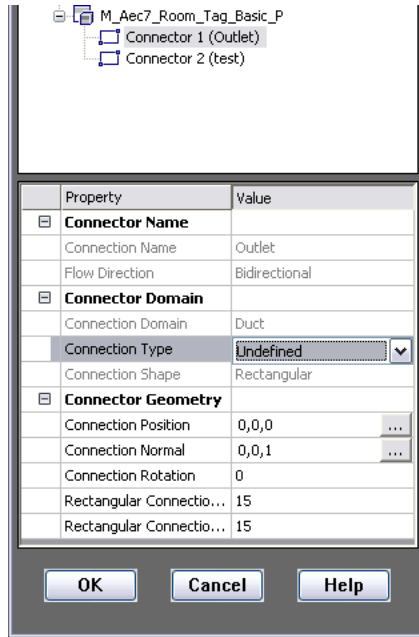 M_Aec7_Room_Tag_Basic_P
Connector 1 (Outlet)
Connector 2 (test)
Property Value
Connector Name
Connection Name Outlet
Flow Direction Bidirectional
Connector Domain
Connection Domain Duct
Connection Type Undefined
Connection Shape Rectangular
Connector Geometry
Connection Position 0,0,0 ...
Connection Normal 0,0,1 ...
Connection Rotation 0
Rectangular Connectio... 15
Rectangular Connectio... 15
OK Cancel Help